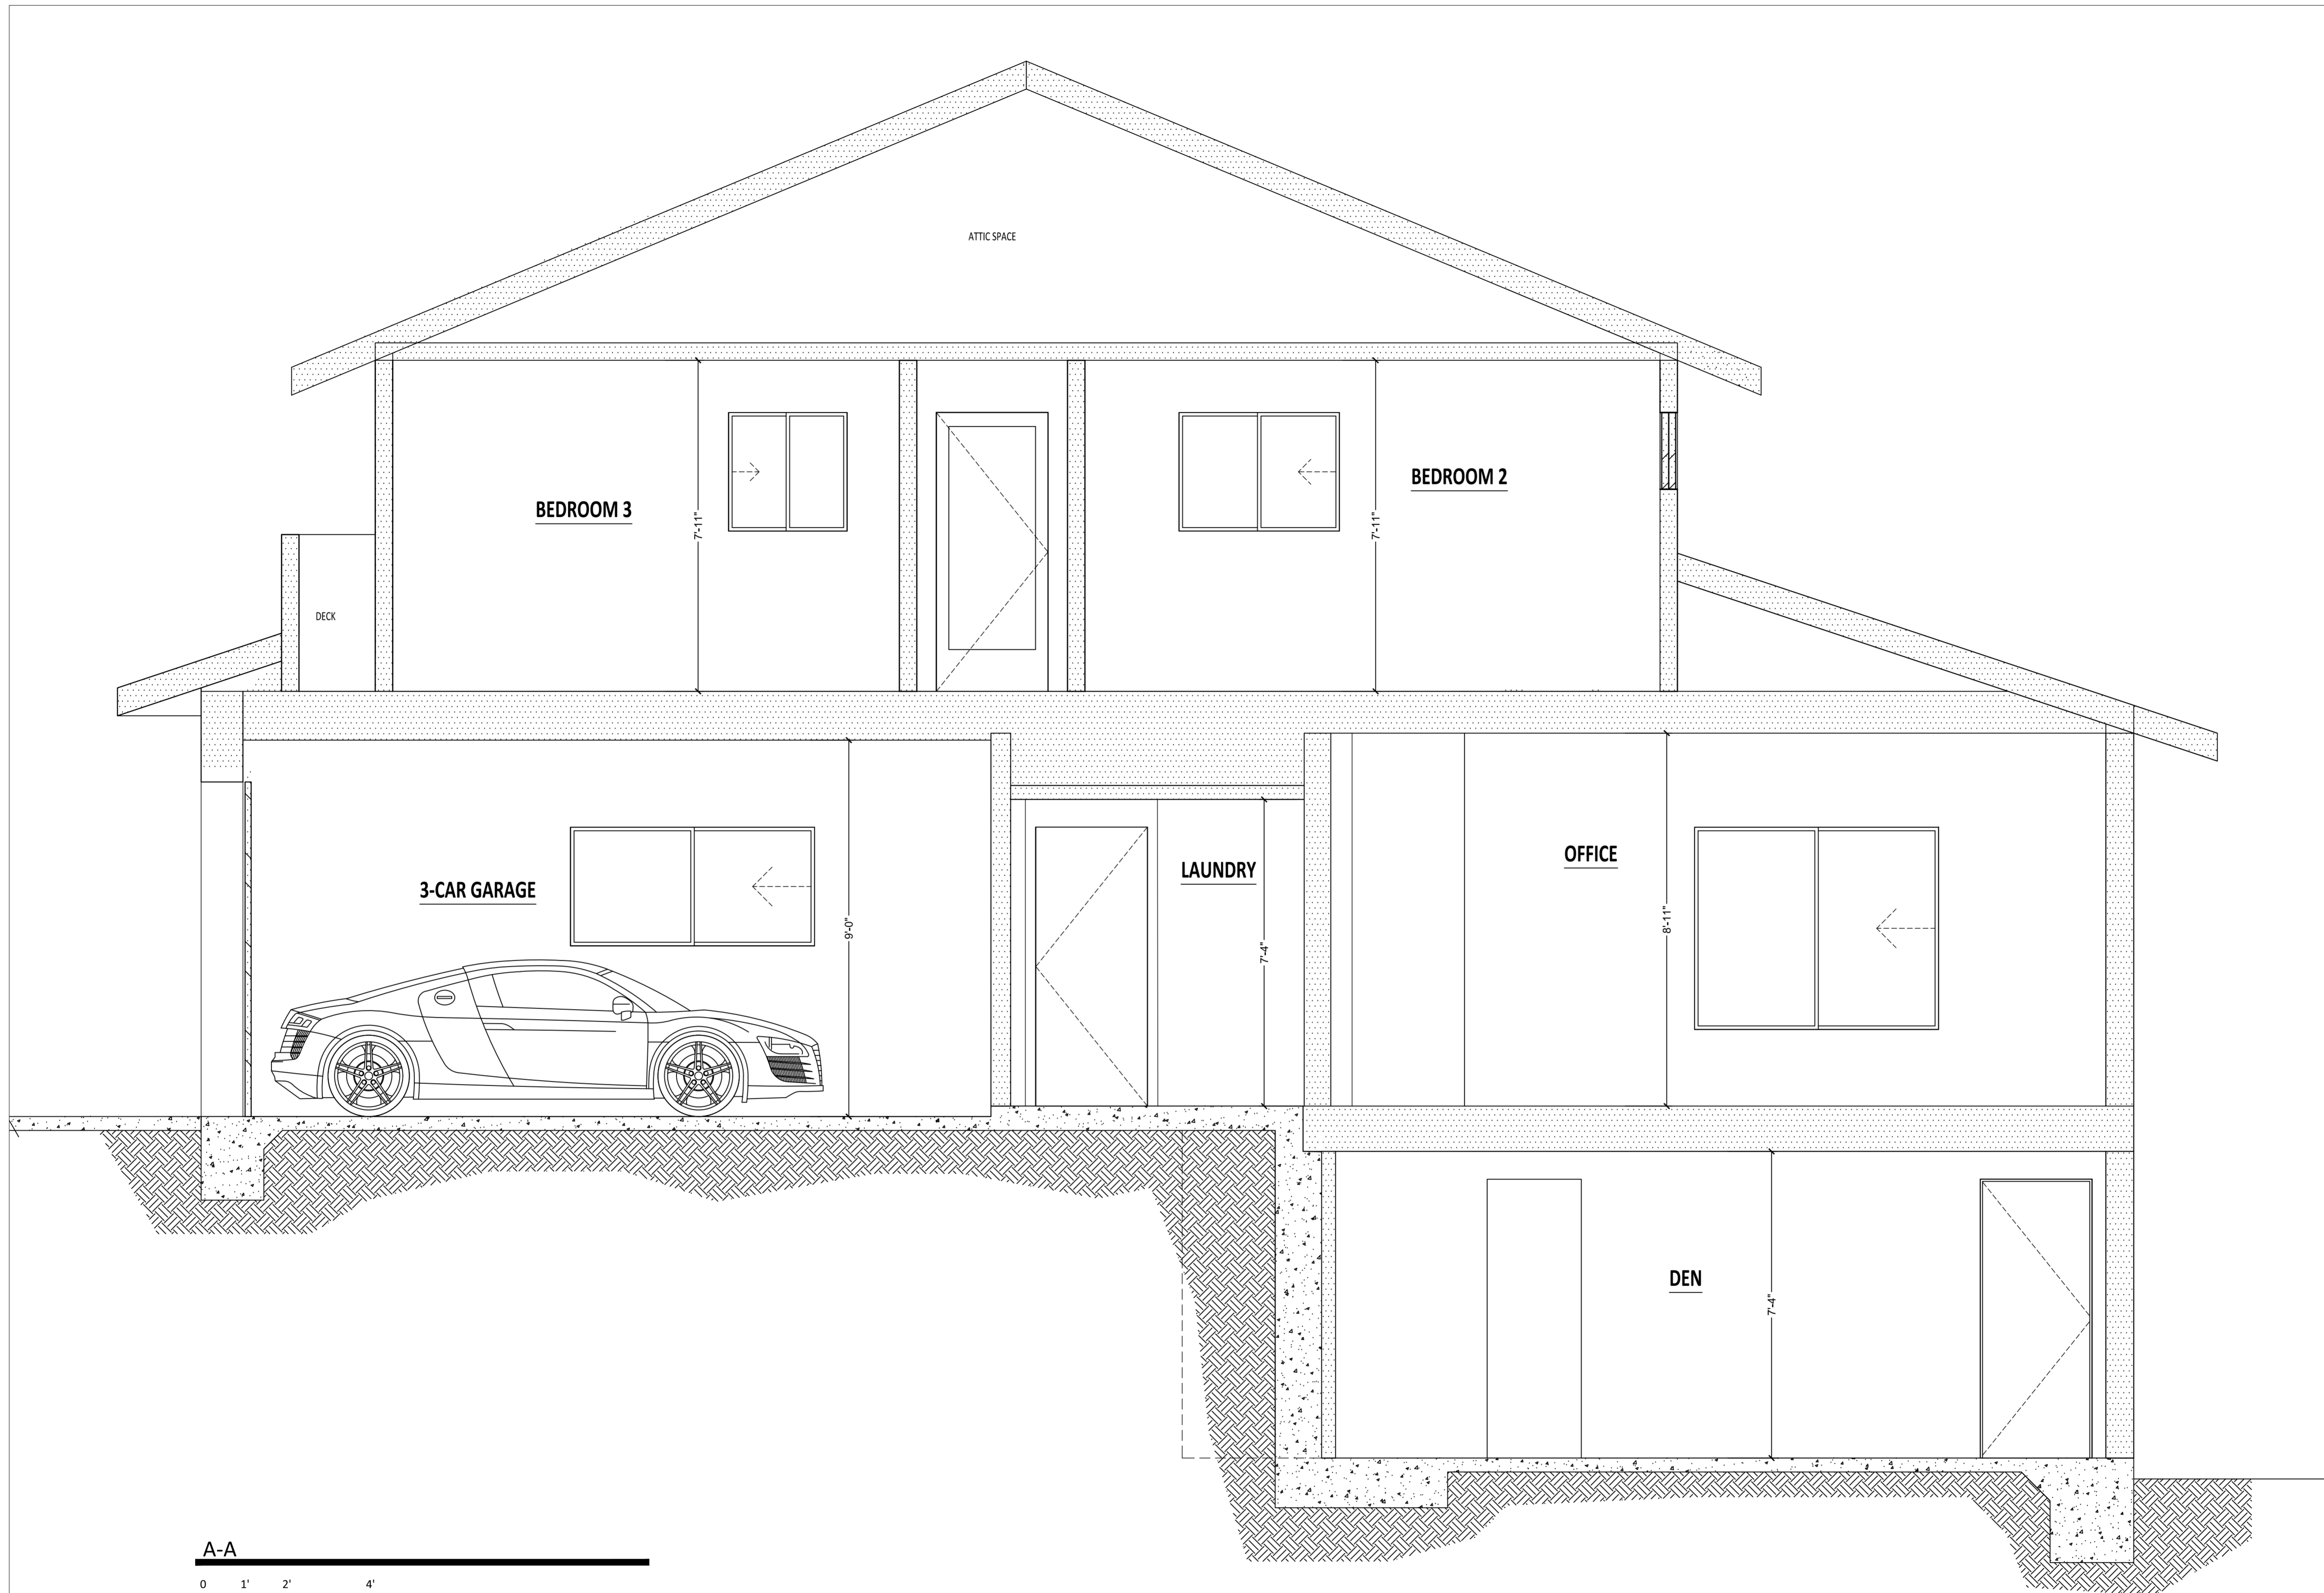 ATTIC SPACE
BEDROOM 3
7'-11"
7'-11"
BEDROOM 2
DECK
3-CAR GARAGE
9'-0"
LAUNDRY
7'-4"
OFFICE
8'-11"
DEN
7'-4"
A-A
0 1' 2' 4'